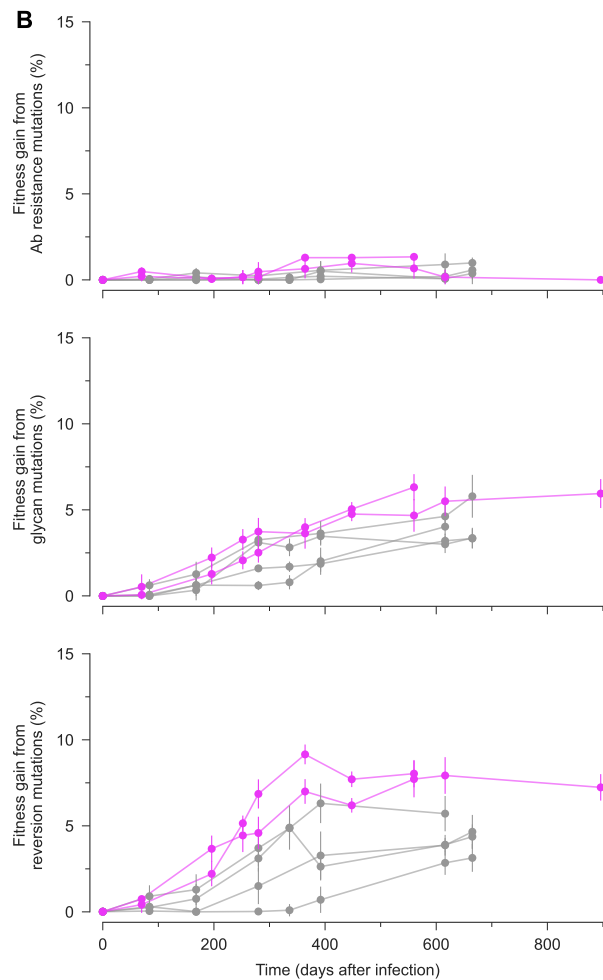 B
Fitness gain from
Ab resistance mutations (%)
15
5
0
Fitness gain from
glycan mutations (%)
15
10
5
0
Fitness gain from
reversion mutations (%)
15
10
5
0
0 200 400 600 800
Time (days after infection)